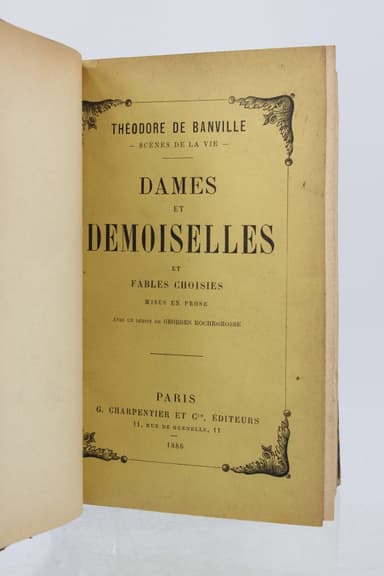 THÉODORE DE BANVILLE
— SCÈNES DE LA VIE —
DAMES
ET
DEMOISELLES
ET
FABLES CHOISIES
MISES EN PROSE
AVEC UN DESSIN DE GEORGES ROCHEGROSSE
PARIS
G. CHARPENTIER ET Cie, ÉDITEURS
11, RUE DE GRENELLE, 11
1886